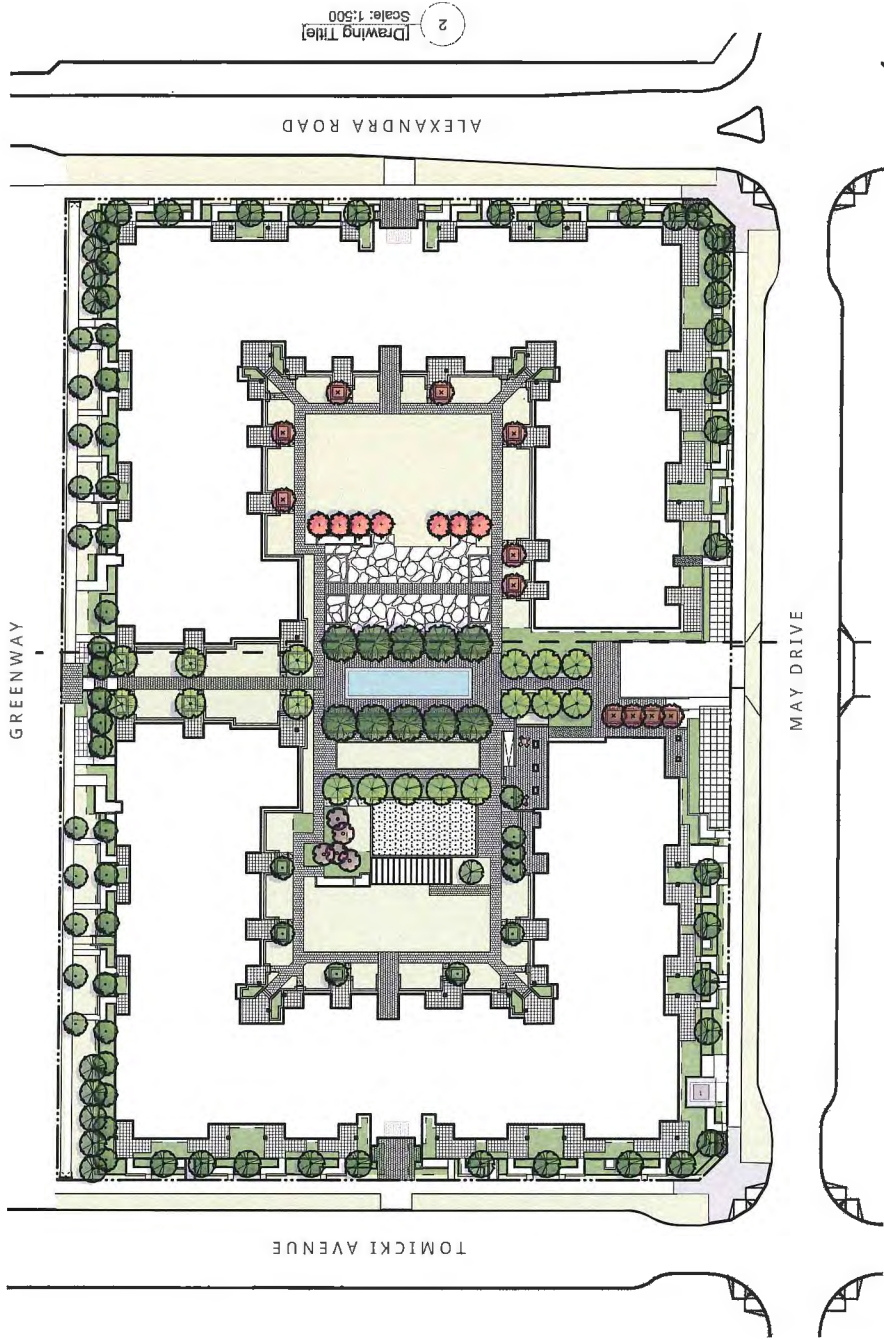 2
[Drawing Title]
Scale: 1:500
ALEXANDRA ROAD
GREENWAY
MAY DRIVE
TOMICKI AVENUE